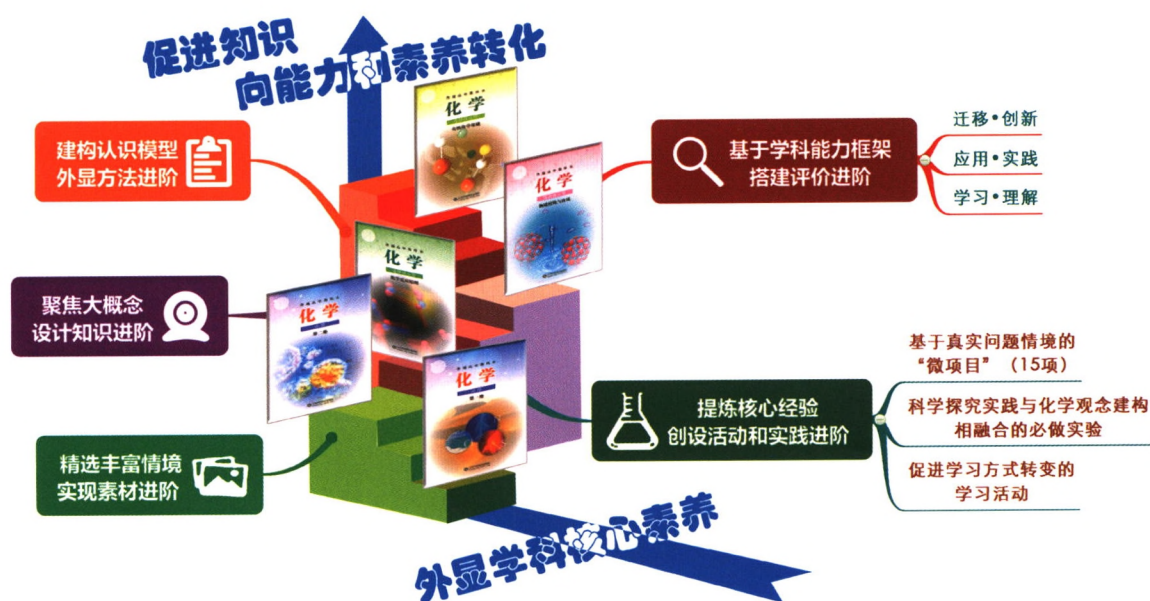 促进知识
向能力和素养转化
建构认识模型
外显方法进阶
聚焦大概念
设计知识进阶
精选丰富情境
实现素材进阶
化学
化学
化学
化学
第二册
化学
第一册
基于学科能力框架
搭建评价进阶
迁移•创新
应用•实践
学习•理解
提炼核心经验
创设活动和实践进阶
基于真实问题情境的
“微项目”（15项）
科学探究实践与化学观念建构
相融合的必做实验
促进学习方式转变的
学习活动
外显学科核心素养